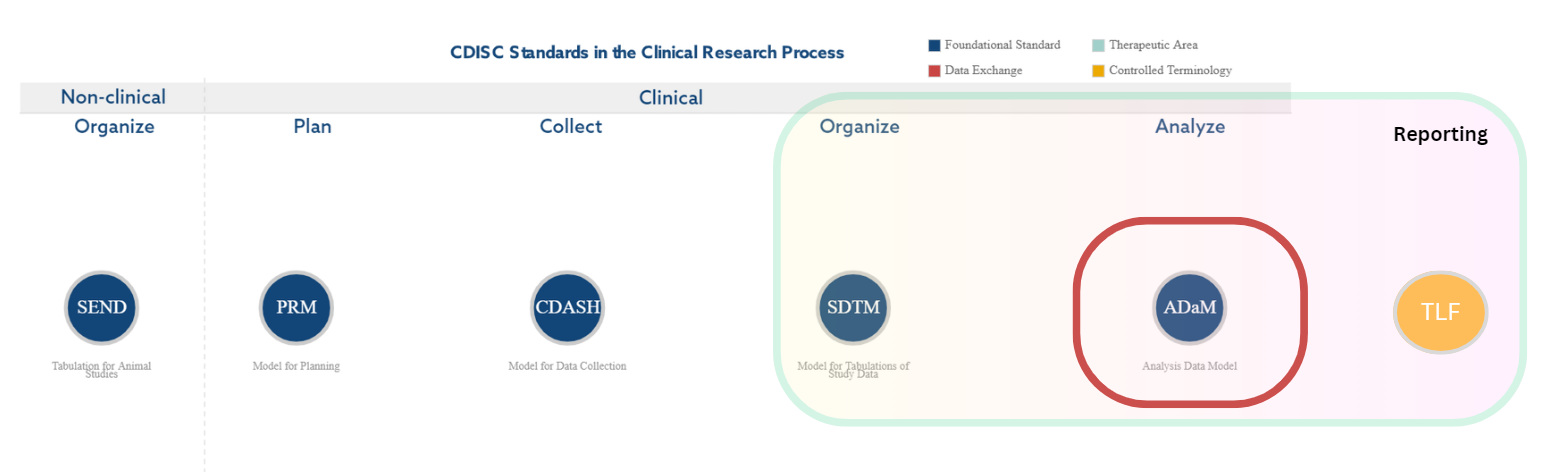 CDISC Standards in the Clinical Research Process
Foundational Standard
Therapeutic Area
Data Exchange
Controlled Terminology
Non-clinical
Clinical
Organize
Plan
Collect
Organize
Analyze
Reporting
SEND
PRM
CDASH
SDTM
ADaM
TLF
Tabulation for Animal
Studies
Model for Planning
Model for Data Collection
Model for Tabulations of
Study Data
Analysis Data Model